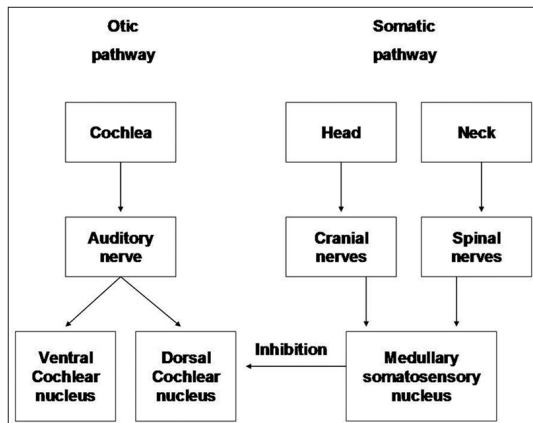 Otic
pathway
Somatic
pathway
Cochlea
Head
Neck
Auditory
nerve
Cranial
nerves
Spinal
nerves
Ventral
Cochlear
nucleus
Dorsal
Cochlear
nucleus
Inhibition
Medullary
somatosensory
nucleus